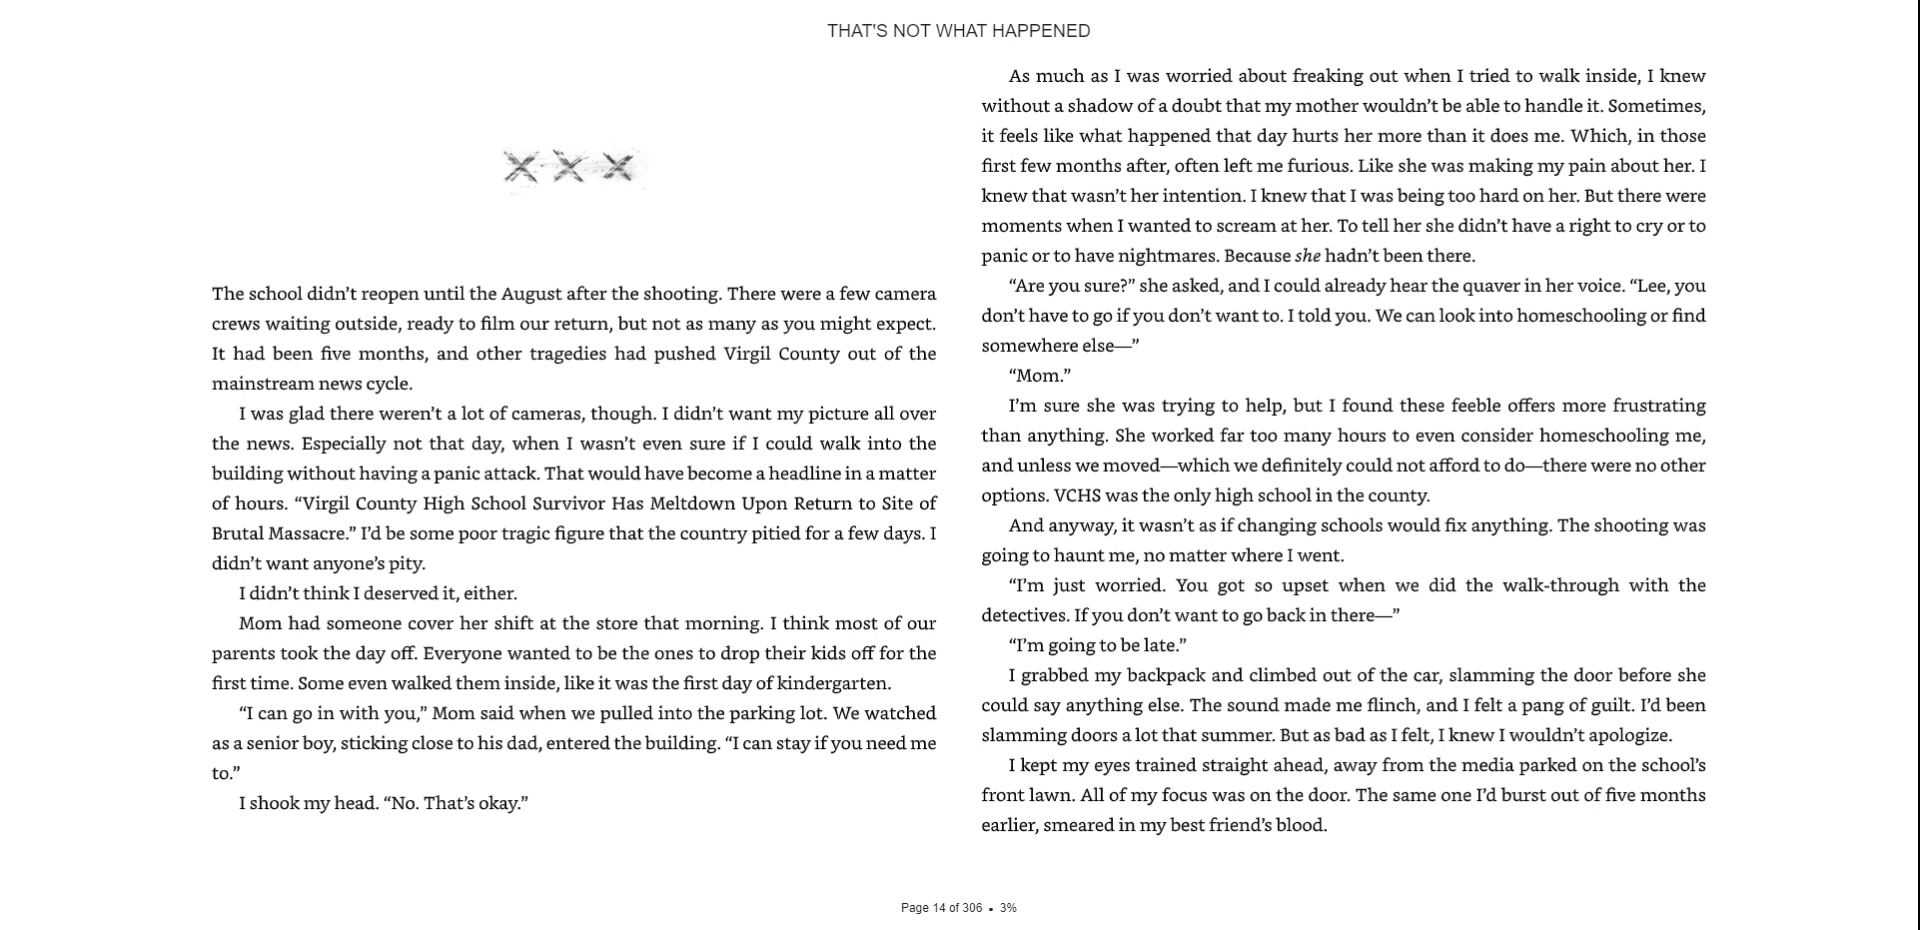 THAT'S NOT WHAT HAPPENED
x x x
The school didn’t reopen until the August after the shooting. There were a few camera
crews waiting outside, ready to film our return, but not as many as you might expect.
It had been five months, and other tragedies had pushed Virgil County out of the
mainstream news cycle.
I was glad there weren’t a lot of cameras, though. I didn’t want my picture all over
the news. Especially not that day, when I wasn’t even sure if I could walk into the
building without having a panic attack. That would have become a headline in a matter
of hours. “Virgil County High School Survivor Has Meltdown Upon Return to Site of
Brutal Massacre.” I’d be some poor tragic figure that the country pitied for a few days. I
didn’t want anyone’s pity.
I didn’t think I deserved it, either.
Mom had someone cover her shift at the store that morning. I think most of our
parents took the day off. Everyone wanted to be the ones to drop their kids off for the
first time. Some even walked them inside, like it was the first day of kindergarten.
“I can go in with you,” Mom said when we pulled into the parking lot. We watched
as a senior boy, sticking close to his dad, entered the building. “I can stay if you need me
to.”
I shook my head. “No. That’s okay.”
As much as I was worried about freaking out when I tried to walk inside, I knew
without a shadow of a doubt that my mother wouldn’t be able to handle it. Sometimes,
it feels like what happened that day hurts her more than it does me. Which, in those
first few months after, often left me furious. Like she was making my pain about her. I
knew that wasn’t her intention. I knew that I was being too hard on her. But there were
moments when I wanted to scream at her. To tell her she didn’t have a right to cry or to
panic or to have nightmares. Because she hadn’t been there.
“Are you sure?” she asked, and I could already hear the quaver in her voice. “Lee, you
don’t have to go if you don’t want to. I told you. We can look into homeschooling or find
somewhere else—”
“Mom.”
I’m sure she was trying to help, but I found these feeble offers more frustrating
than anything. She worked far too many hours to even consider homeschooling me,
and unless we moved—which we definitely could not afford to do—there were no other
options. VCHS was the only high school in the county.
And anyway, it wasn’t as if changing schools would fix anything. The shooting was
going to haunt me, no matter where I went.
“I’m just worried. You got so upset when we did the walk-through with the
detectives. If you don’t want to go back in there—”
“I’m going to be late.”
I grabbed my backpack and climbed out of the car, slamming the door before she
could say anything else. The sound made me flinch, and I felt a pang of guilt. I’d been
slamming doors a lot that summer. But as bad as I felt, I knew I wouldn’t apologize.
I kept my eyes trained straight ahead, away from the media parked on the school’s
front lawn. All of my focus was on the door. The same one I’d burst out of five months
earlier, smeared in my best friend’s blood.
Page 14 of 306 • 3%